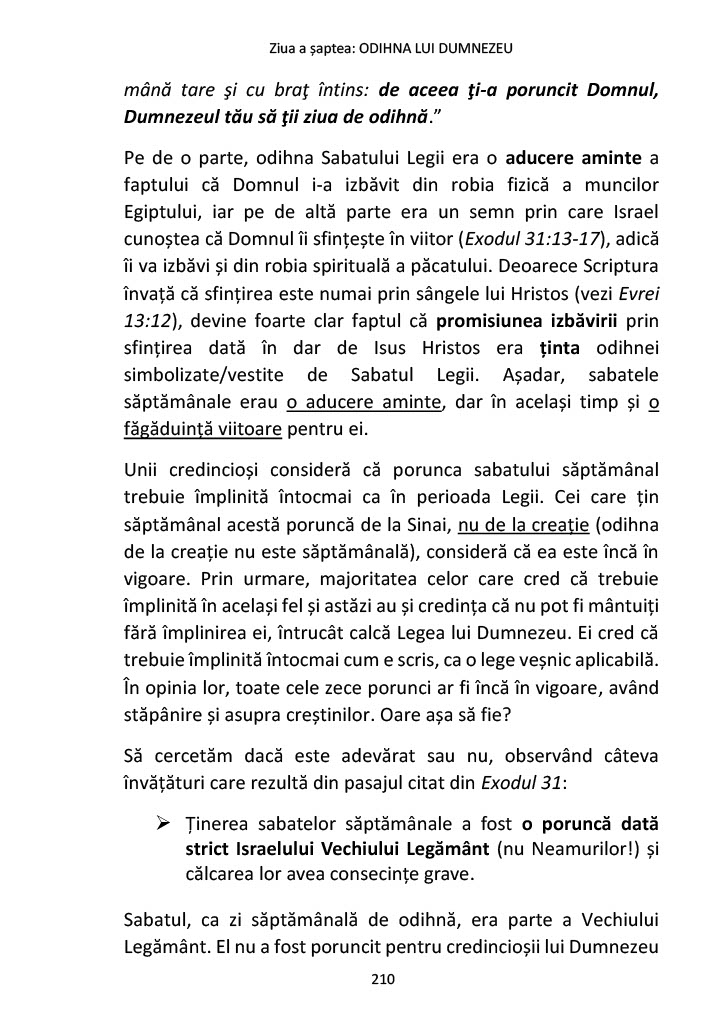 Ziua a șaptea: ODIHNA LUI DUMNEZEU
mână tare şi cu braţ întins: de aceea ţi-a poruncit Domnul,
Dumnezeul tău să ţii ziua de odihnă.”
Pe de o parte, odihna Sabatului Legii era o aducere aminte a
faptului că Domnul i-a izbăvit din robia fizică a muncilor
Egiptului, iar pe de altă parte era un semn prin care Israel
cunoștea că Domnul îi sfințește în viitor (Exodul 31:13-17), adică
îi va izbăvi și din robia spirituală a păcatului. Deoarece Scriptura
învață că sfințirea este numai prin sângele lui Hristos (vezi Evrei
13:12), devine foarte clar faptul că promisiunea izbăvirii prin
sfințirea dată în dar de Isus Hristos era ținta odihnei
simbolizate/vestite de Sabatul Legii. Așadar, sabatele
săptămânale erau o aducere aminte, dar în același timp și o
făgăduință viitoare pentru ei.
Unii credincioși consideră că porunca sabatului săptămânal
trebuie împlinită întocmai ca în perioada Legii. Cei care țin
săptămânal acestă poruncă de la Sinai, nu de la creație (odihna
de la creație nu este săptămânală), consideră că ea este încă în
vigoare. Prin urmare, majoritatea celor care cred că trebuie
împlinită în același fel și astăzi au și credința că nu pot fi mântuiți
fără împlinirea ei, întrucât calcă Legea lui Dumnezeu. Ei cred că
trebuie împlinită întocmai cum e scris, ca o lege veșnic aplicabilă.
În opinia lor, toate cele zece porunci ar fi încă în vigoare, având
stăpânire și asupra creștinilor. Oare așa să fie?
Să cercetăm dacă este adevărat sau nu, observând câteva
învățături care rezultă din pasajul citat din Exodul 31:
➢ Ținerea sabatelor săptămânale a fost o poruncă dată
strict Israelului Vechiului Legământ (nu Neamurilor!) și
călcarea lor avea consecințe grave.
Sabatul, ca zi săptămânală de odihnă, era parte a Vechiului
Legământ. El nu a fost poruncit pentru credincioșii lui Dumnezeu
210